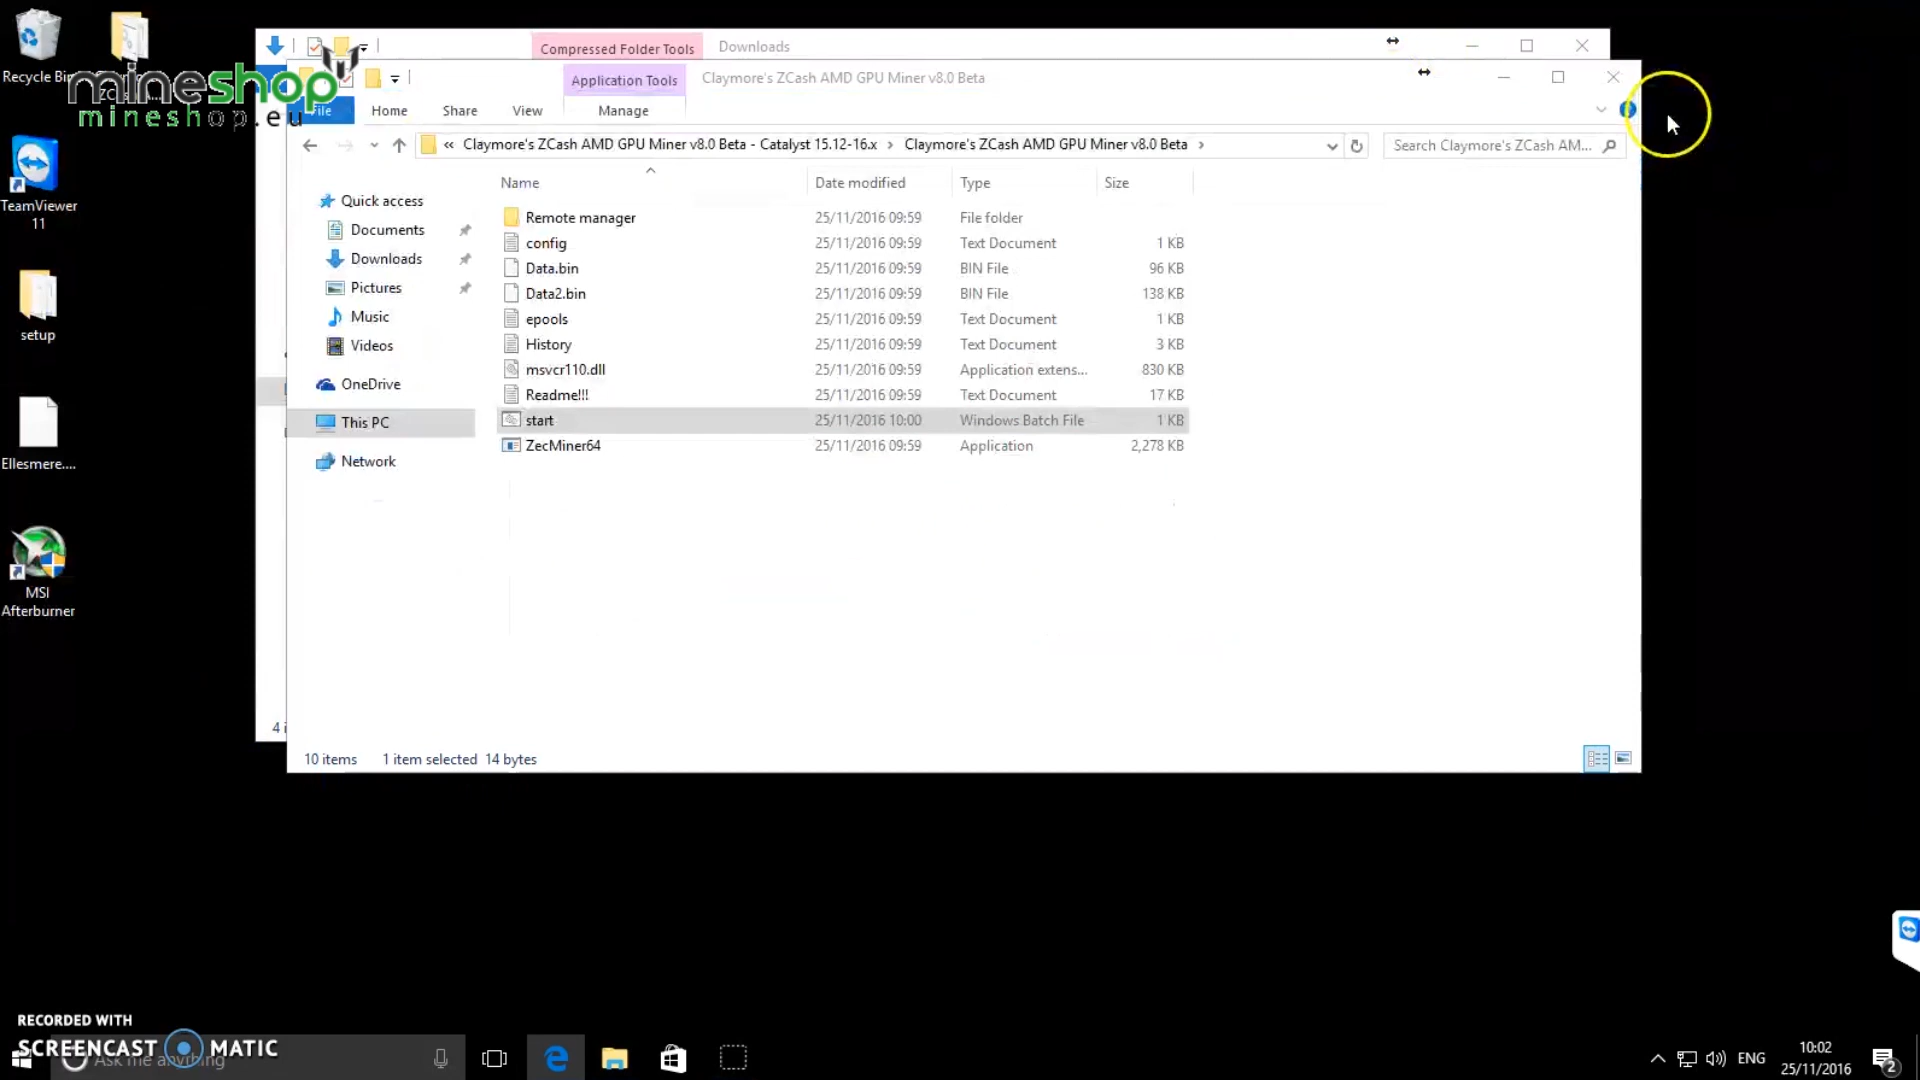 Compressed Folder Tools Downloads
Recycle Bin
mineshop
mineshop.eu
Application Tools Claymore's ZCash AMD GPU Miner v8.0 Beta
File Home Share View Manage
« Claymore's ZCash AMD GPU Miner v8.0 Beta - Catalyst 15.12-16.x › Claymore's ZCash AMD GPU Miner v8.0 Beta ›
Search Claymore's ZCash AM...
Name Date modified Type Size
Quick access
Documents
Downloads
Pictures
Music
Videos
OneDrive
This PC
Network
Remote manager 25/11/2016 09:59 File folder
config 25/11/2016 09:59 Text Document 1 KB
Data.bin 25/11/2016 09:59 BIN File 96 KB
Data2.bin 25/11/2016 09:59 BIN File 138 KB
epools 25/11/2016 09:59 Text Document 1 KB
History 25/11/2016 09:59 Text Document 3 KB
msvcr110.dll 25/11/2016 09:59 Application extens... 830 KB
Readme!!! 25/11/2016 09:59 Text Document 17 KB
start 25/11/2016 10:00 Windows Batch File 1 KB
ZecMiner64 25/11/2016 09:59 Application 2,278 KB
TeamViewer
11
setup
Ellesmere....
MSI
Afterburner
4 i
10 items 1 item selected 14 bytes
RECORDED WITH
SCREENCAST MATIC
Ask me anything
ENG
10:02
25/11/2016
2